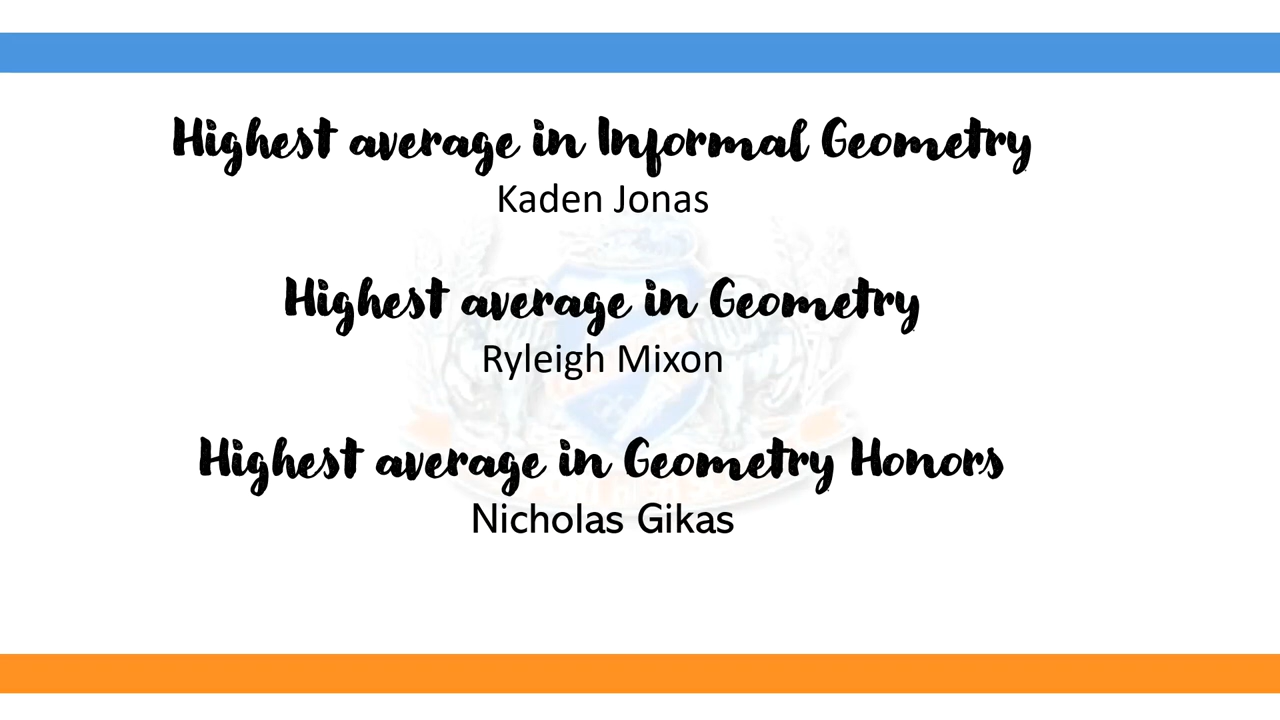 Highest average in Informal Geometry
Kaden Jonas
Highest average in Geometry
Ryleigh Mixon
Highest average in Geometry Honors
Nicholas Gikas